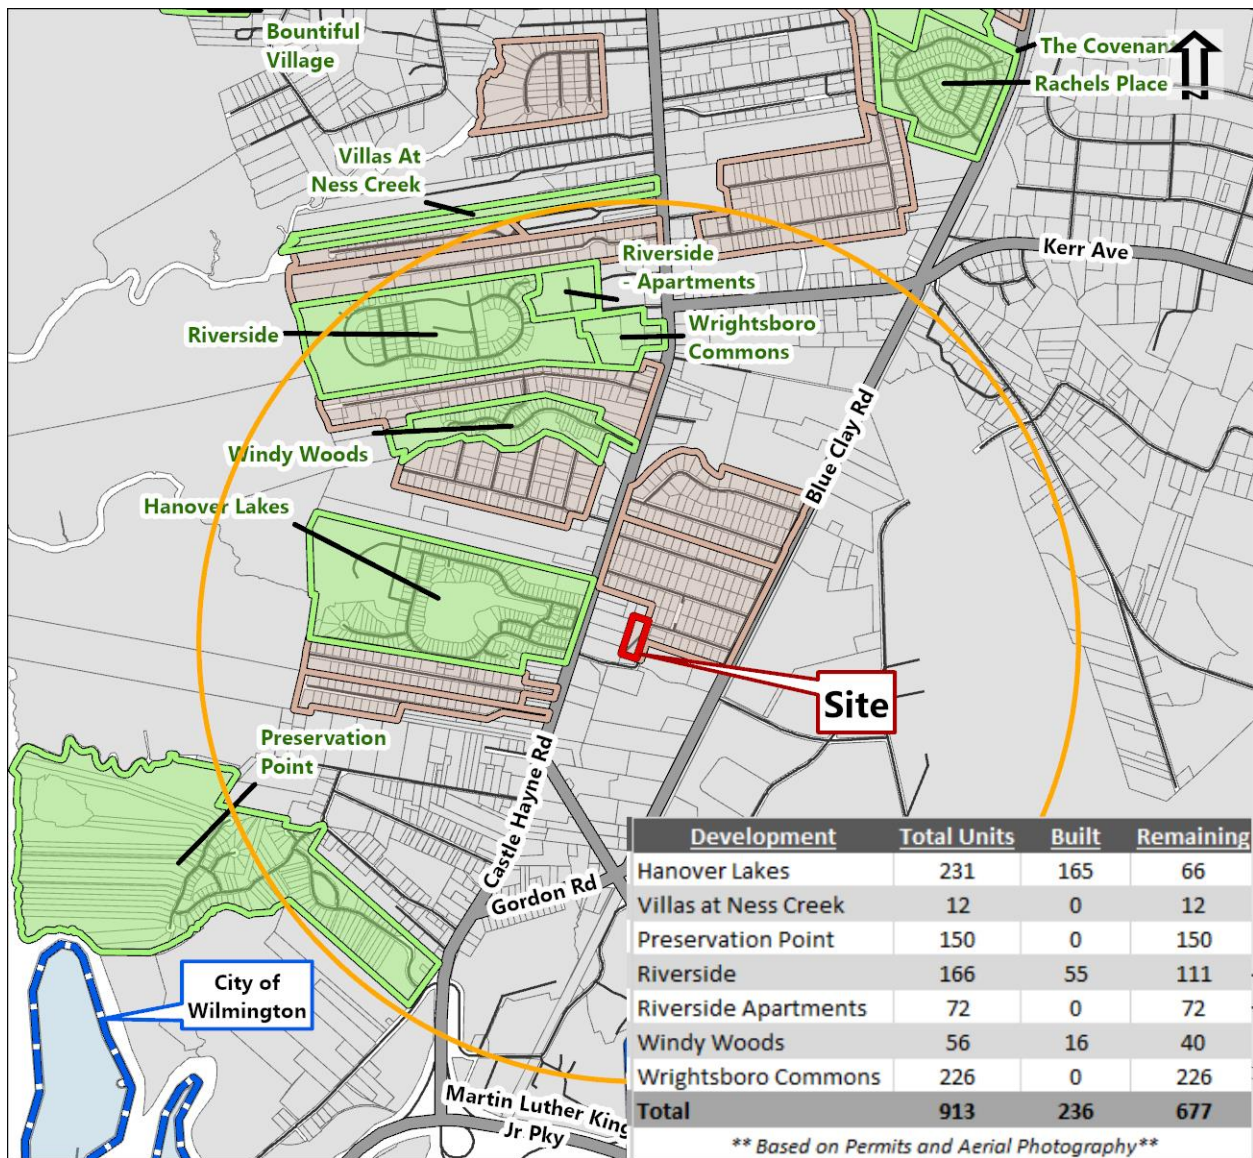 Bountiful
Village
The Covenant
Rachels Place
N
Villas At
Ness Creek
Kerr Ave
Riverside
- Apartments
Riverside
Wrightsboro
Commons
Windy Woods
Blue Clay Rd
Hanover Lakes
Site
Preservation
Point
Castle Hayne Rd
Gordon Rd
City of
Wilmington
Martin Luther King
Jr Pky
Development Total Units Built Remaining
Hanover Lakes 231 165 66
Villas at Ness Creek 12 0 12
Preservation Point 150 0 150
Riverside 166 55 111
Riverside Apartments 72 0 72
Windy Woods 56 16 40
Wrightsboro Commons 226 0 226
Total 913 236 677
** Based on Permits and Aerial Photography**